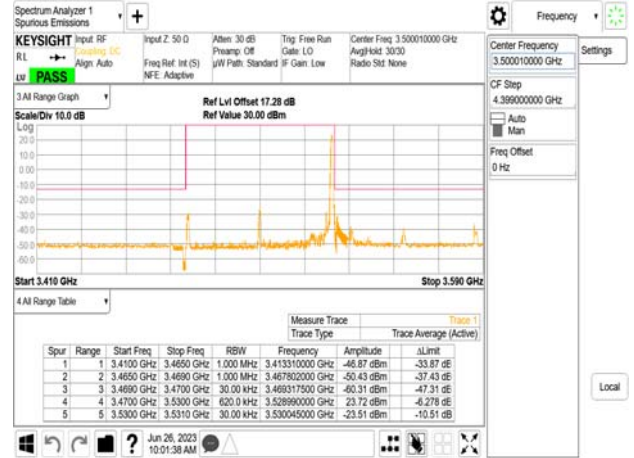 Spectrum Analyzer 1
Spurious Emissions
Frequency
KEYSIGHT
Input: RF
Coupling: DC
Align: Auto
Input Z: 50 Ω
Freq Ref: Int (S)
NFE: Adaptive
Atten: 30 dB
Preamp: Off
µW Path: Standard
Trig: Free Run
Gate: LO
IF Gain: Low
Center Freq: 3.500010000 GHz
Avg|Hold: 30/30
Radio Std: None
RL
LW
PASS
Center Frequency
3.500010000 GHz
Settings
CF Step
4.399000000 GHz
Auto
Man
Freq Offset
0 Hz
Local
3 All Range Graph
Scale/Div 10.0 dB
Ref Lvl Offset 17.28 dB
Ref Value 30.00 dBm
Log
20.0
10.0
0.00
-10.0
-20.0
-30.0
-40.0
-50.0
-60.0
Start 3.410 GHz
Stop 3.590 GHz
4 All Range Table
Measure Trace Trace 1
Trace Type Trace Average (Active)
Spur Range Start Freq Stop Freq RBW Frequency Amplitude ΔLimit
1 1 3.4100 GHz 3.4650 GHz 1.000 MHz 3.413310000 GHz -46.87 dBm -33.87 dB
2 2 3.4650 GHz 3.4690 GHz 1.000 MHz 3.467802000 GHz -50.43 dBm -37.43 dB
3 3 3.4690 GHz 3.4700 GHz 30.00 kHz 3.469317500 GHz -60.31 dBm -47.31 dB
4 4 3.4700 GHz 3.5300 GHz 620.0 kHz 3.528990000 GHz 23.72 dBm -6.278 dB
5 5 3.5300 GHz 3.5310 GHz 30.00 kHz 3.530045000 GHz -23.51 dBm -10.51 dB
Jun 26, 2023
10:01:38 AM